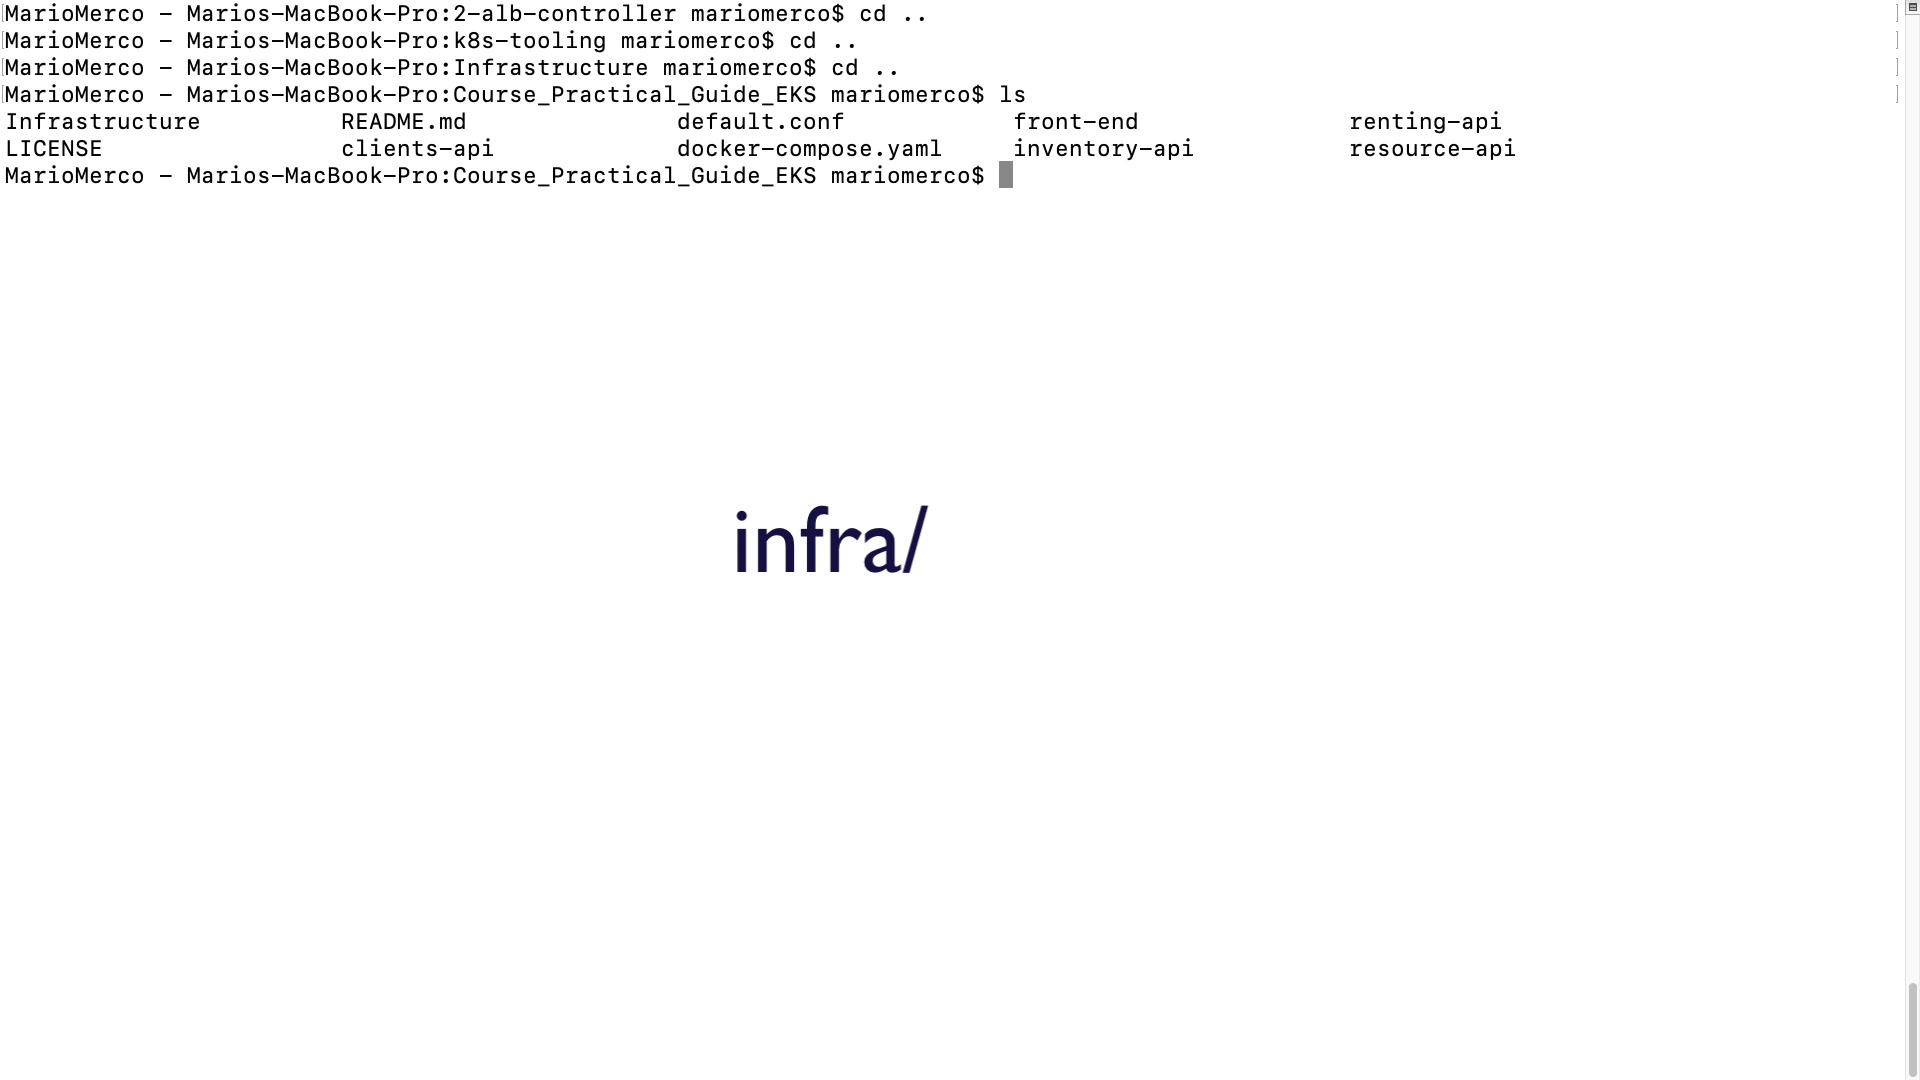 MarioMerco - Marios-MacBook-Pro:2-alb-controller mariomerco$ cd ..
MarioMerco - Marios-MacBook-Pro:k8s-tooling mariomerco$ cd ..
MarioMerco - Marios-MacBook-Pro:Infrastructure mariomerco$ cd ..
MarioMerco - Marios-MacBook-Pro:Course_Practical_Guide_EKS mariomerco$ ls
Infrastructure README.md default.conf front-end renting-api
LICENSE clients-api docker-compose.yaml inventory-api resource-api
MarioMerco - Marios-MacBook-Pro:Course_Practical_Guide_EKS mariomerco$
infra/